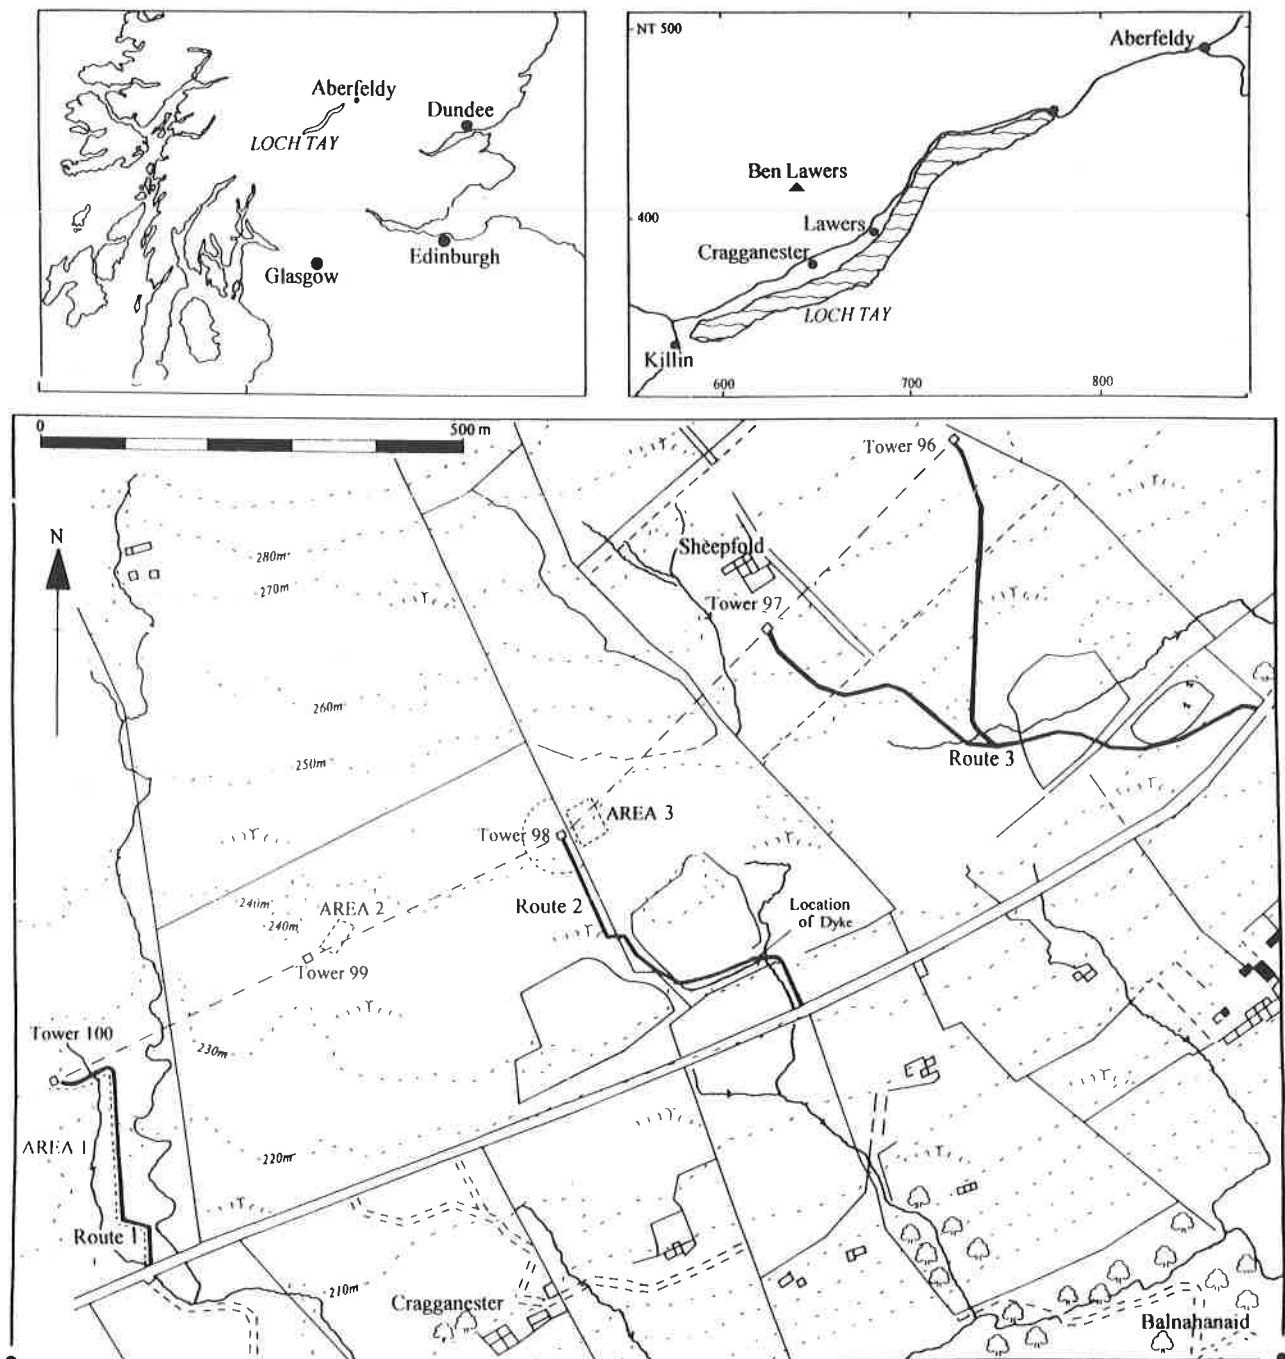 Aberfeldy
LOCH TAY
Dundee
Edinburgh
Glasgow
NT 500
Aberfeldy
Ben Lawers
400
Lawers
Cragganester
LOCH TAY
Killin
600
700
800
0
500 m
Tower 96
N
280m
270m
Sheepfold
Tower 97
260m
250m
Route 3
AREA 3
Tower 98
240m
240m
AREA 2
Route 2
Location
of Dyke
Tower 99
Tower 100
230m
AREA 1
220m
Route 1
210m
Cragganester
Balnahanaid